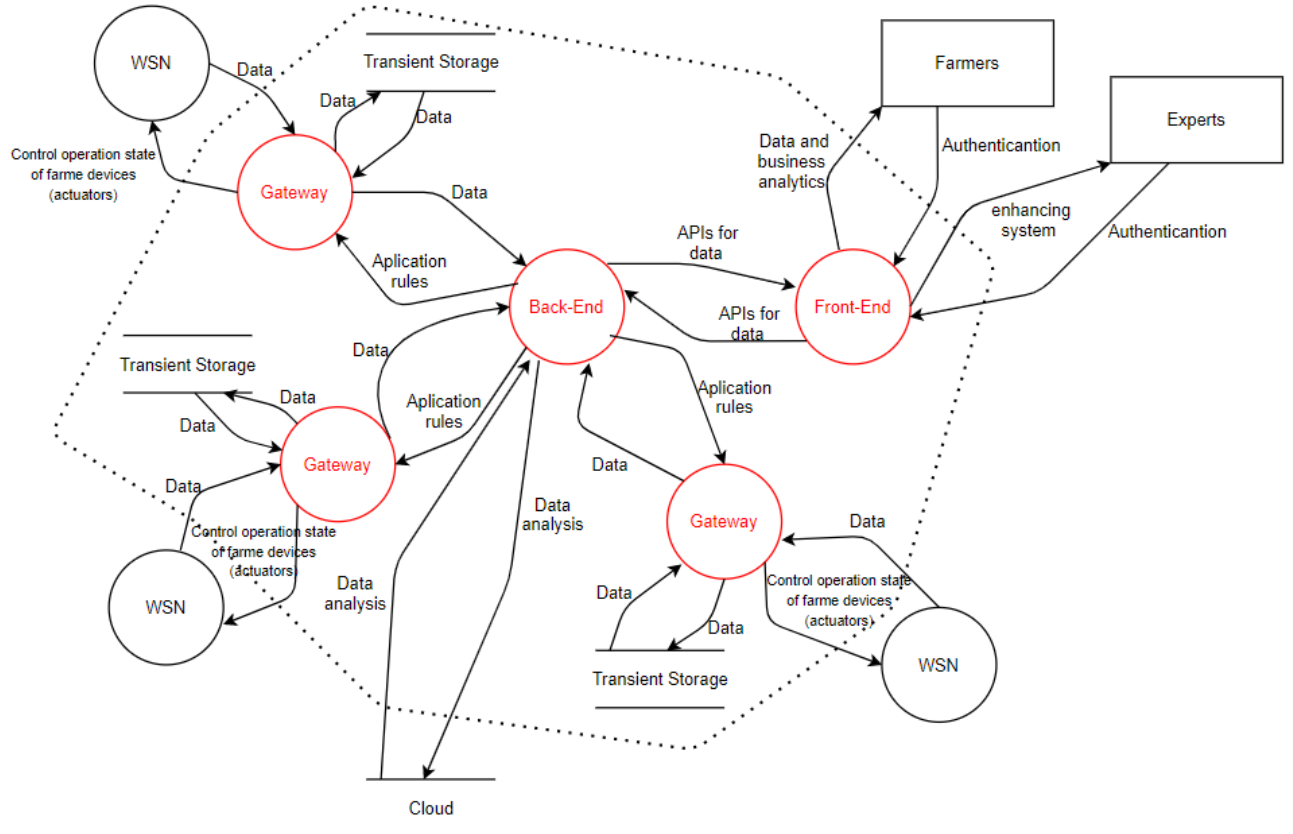 WSN
Data
Transient Storage
Data
Data
Farmers
Experts
Control operation state
of farme devices
(actuators)
Gateway
Data
Data and
business
analytics
Authenticantion
enhancing
system
Authenticantion
Aplication
rules
APIs for
data
Back-End
Front-End
APIs for
data
Transient Storage
Data
Data
Data
Aplication
rules
Aplication
rules
Gateway
Data
Data
Control operation state
of farme devices
(actuators)
WSN
Data
analysis
Data
analysis
Gateway
Data
Data
Data
Control operation state
of farme devices
(actuators)
WSN
Transient Storage
Cloud